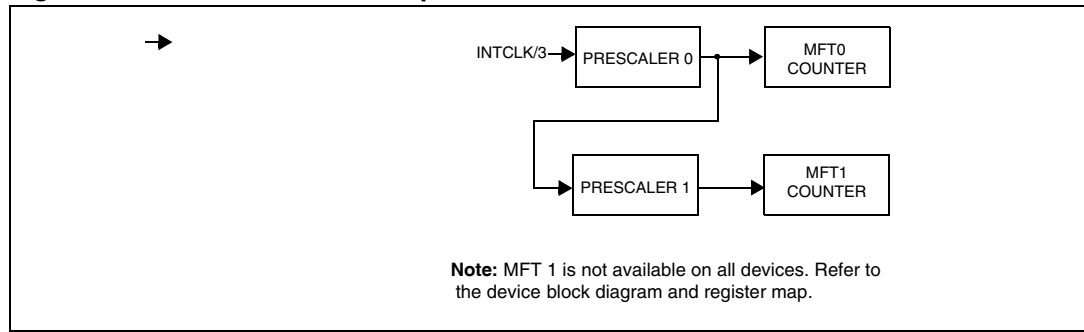 INTCLK/3
PRESCALER 0
MFT0
COUNTER
PRESCALER 1
MFT1
COUNTER
Note: MFT 1 is not available on all devices. Refer to
the device block diagram and register map.